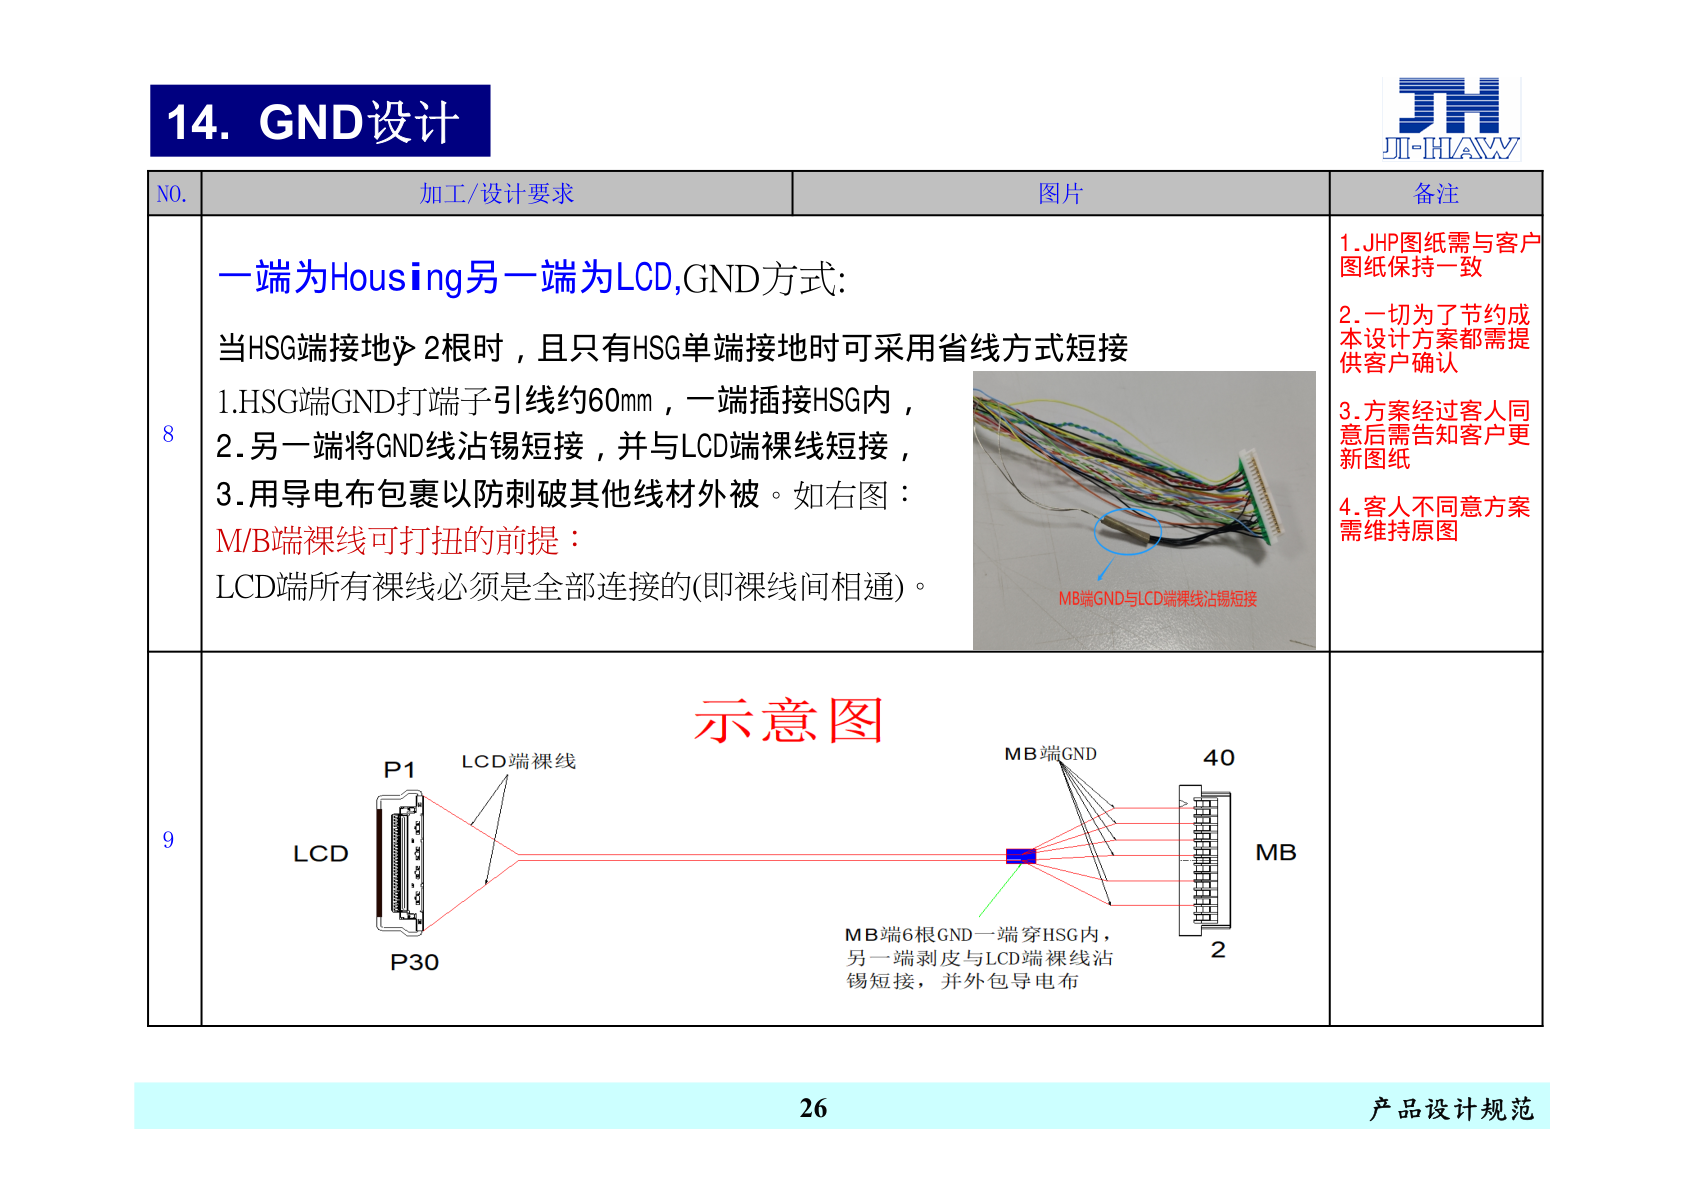 14. GND设计
JH
JI-HAW
NO. 加工/设计要求 图片 备注
8
一端为Housing另一端为LCD,GND方式:
当HSG端接地ÿ> 2根时，且只有HSG单端接地时可采用省线方式短接
1.HSG端GND打端子引线约60mm，一端插接HSG内，
2.另一端将GND线沾锡短接，并与LCD端裸线短接，
3.用导电布包裹以防刺破其他线材外被。如右图：
M/B端裸线可打扭的前提：
LCD端所有裸线必须是全部连接的(即裸线间相通)。
MB端GND与LCD端裸线沾锡短接
1.JHP图纸需与客户
图纸保持一致
2.一切为了节约成
本设计方案都需提
供客户确认
3.方案经过客人同
意后需告知客户更
新图纸
4.客人不同意方案
需维持原图
9
示意图
P1
LCD端裸线
MB端GND
40
LCD
MB
MB端6根GND一端穿HSG内，
另一端剥皮与LCD端裸线沾
锡短接，并外包导电布
P30
2
26
产品设计规范